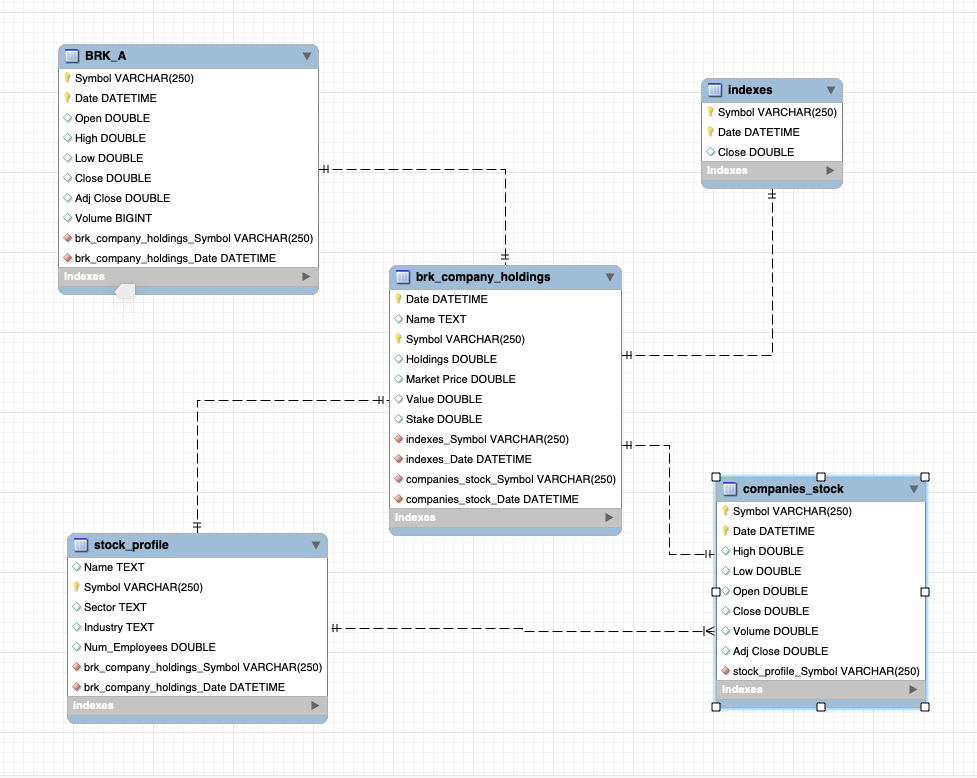 BRK_A
Symbol VARCHAR(250)
Date DATETIME
Open DOUBLE
High DOUBLE
Low DOUBLE
Close DOUBLE
Adj Close DOUBLE
Volume BIGINT
brk_company_holdings_Symbol VARCHAR(250)
brk_company_holdings_Date DATETIME
Indexes
indexes
Symbol VARCHAR(250)
Date DATETIME
Close DOUBLE
Indexes
brk_company_holdings
Date DATETIME
Name TEXT
Symbol VARCHAR(250)
Holdings DOUBLE
Market Price DOUBLE
Value DOUBLE
Stake DOUBLE
indexes_Symbol VARCHAR(250)
indexes_Date DATETIME
companies_stock_Symbol VARCHAR(250)
companies_stock_Date DATETIME
Indexes
stock_profile
Name TEXT
Symbol VARCHAR(250)
Sector TEXT
Industry TEXT
Num_Employees DOUBLE
brk_company_holdings_Symbol VARCHAR(250)
brk_company_holdings_Date DATETIME
Indexes
companies_stock
Symbol VARCHAR(250)
Date DATETIME
High DOUBLE
Low DOUBLE
Open DOUBLE
Close DOUBLE
Volume DOUBLE
Adj Close DOUBLE
stock_profile_Symbol VARCHAR(250)
Indexes